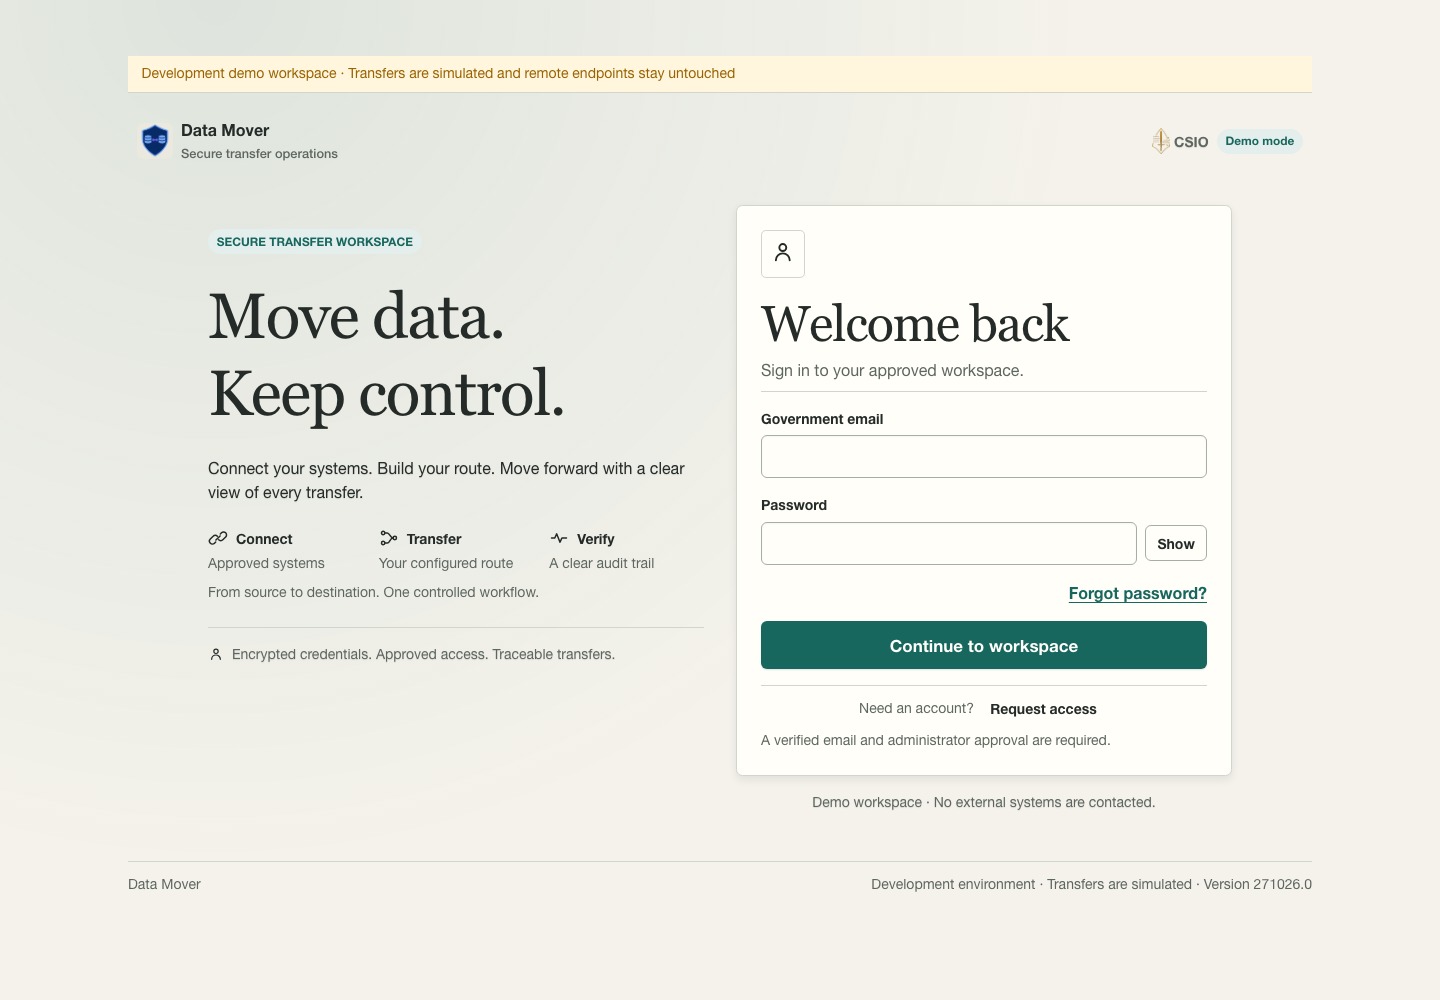 Development demo workspace · Transfers are simulated and remote endpoints stay untouched
Data Mover
Secure transfer operations
CSIO
Demo mode
SECURE TRANSFER WORKSPACE
Move data.
Keep control.
Connect your systems. Build your route. Move forward with a clear
view of every transfer.
Connect
Approved systems
Transfer
Your configured route
Verify
A clear audit trail
From source to destination. One controlled workflow.
Encrypted credentials. Approved access. Traceable transfers.
Welcome back
Sign in to your approved workspace.
Government email
Password
Show
Forgot password?
Continue to workspace
Need an account? Request access
A verified email and administrator approval are required.
Demo workspace · No external systems are contacted.
Data Mover
Development environment · Transfers are simulated · Version 271026.0